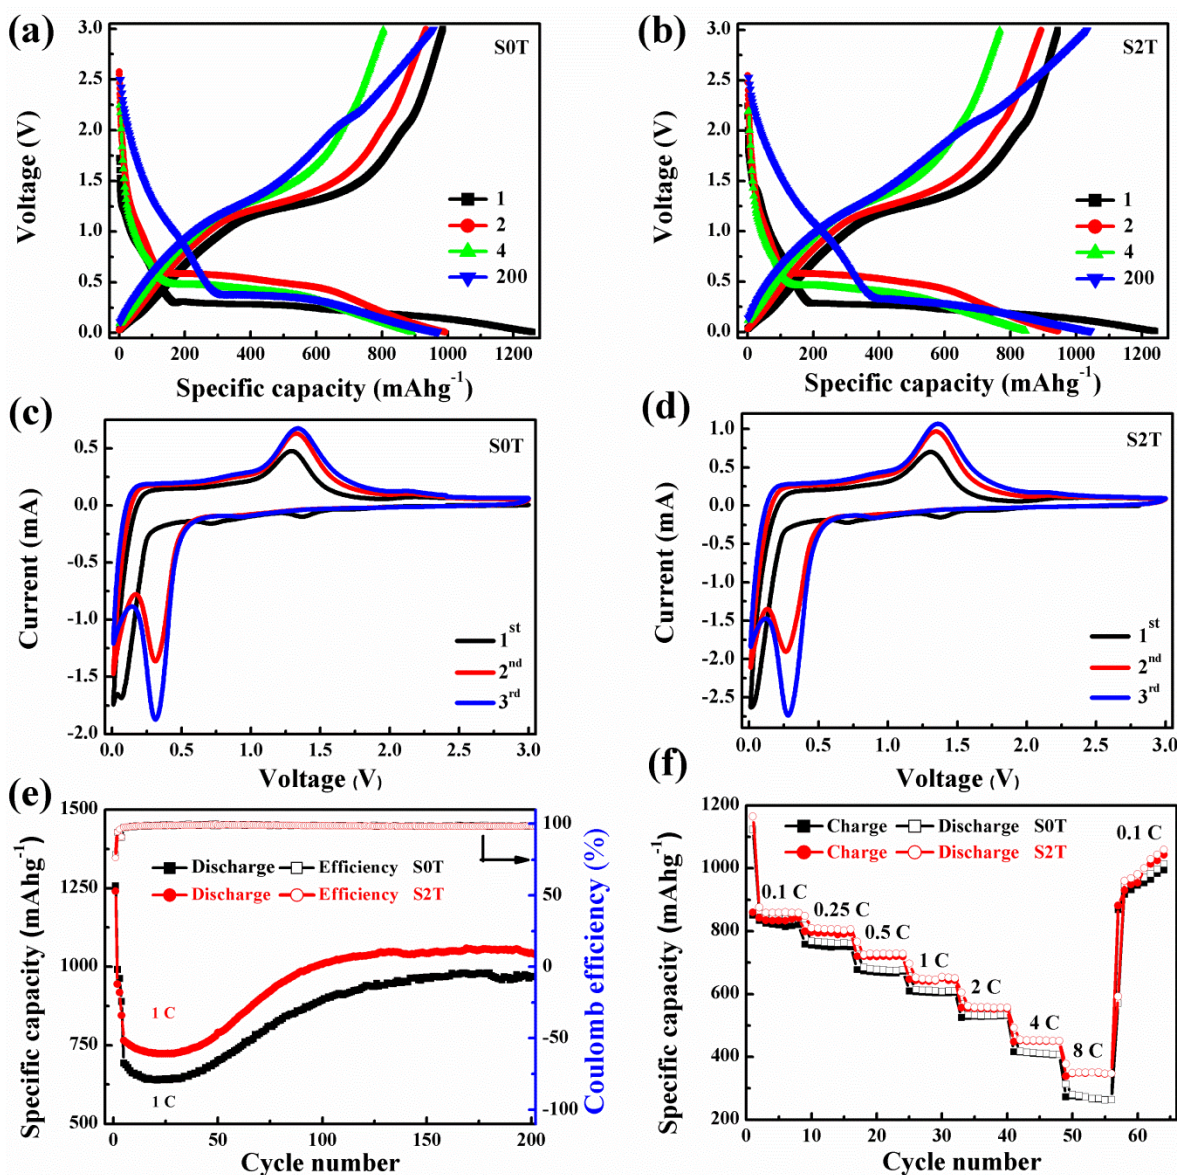 (a)
S0T
Voltage (V)
3.0
2.5
2.0
1.5
1.0
0.5
0.0
1
2
4
200
0 200 400 600 800 1000 1200
Specific capacity (mAhg⁻¹)
(b)
S2T
Voltage (V)
3.0
2.5
2.0
1.5
1.0
0.5
0.0
1
2
4
200
0 200 400 600 800 1000 1200
Specific capacity (mAhg⁻¹)
(c)
S0T
Current (mA)
0.5
0.0
-0.5
-1.0
-1.5
-2.0
1st
2nd
3rd
0.0 0.5 1.0 1.5 2.0 2.5 3.0
Voltage (V)
(d)
S2T
Current (mA)
1.0
0.5
0.0
-0.5
-1.0
-1.5
-2.0
-2.5
1st
2nd
3rd
0.0 0.5 1.0 1.5 2.0 2.5 3.0
Voltage (V)
(e)
Specific capacity (mAhg⁻¹)
1500
1250
1000
750
500
Discharge Efficiency S0T
Discharge Efficiency S2T
1 C
1 C
100
50
0
-50
-100
Coulomb efficiency (%)
0 50 100 150 200
Cycle number
(f)
Specific capacity (mAhg⁻¹)
1200
1000
800
600
400
200
Charge Discharge S0T
Charge Discharge S2T
0.1 C
0.1 C
0.25 C
0.5 C
1 C
2 C
4 C
8 C
0 10 20 30 40 50 60
Cycle number